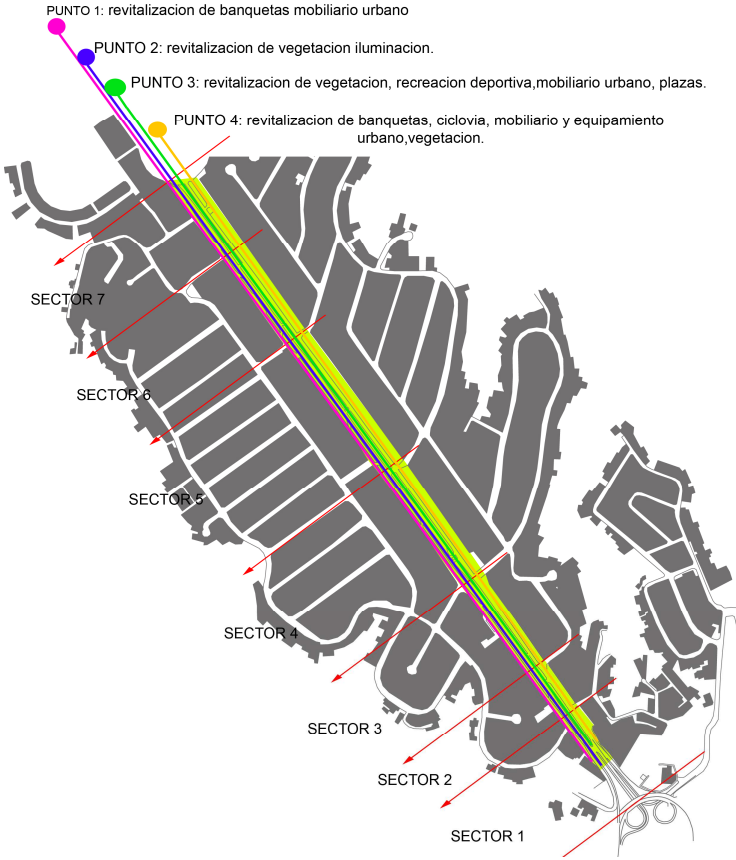 PUNTO 1: revitalizacion de banquetas mobiliario urbano
PUNTO 2: revitalizacion de vegetacion iluminacion.
PUNTO 3: revitalizacion de vegetacion, recreacion deportiva,mobiliario urbano, plazas.
PUNTO 4: revitalizacion de banquetas, ciclovia, mobiliario y equipamiento
urbano,vegetacion.
SECTOR 7
SECTOR 6
SECTOR 5
SECTOR 4
SECTOR 3
SECTOR 2
SECTOR 1